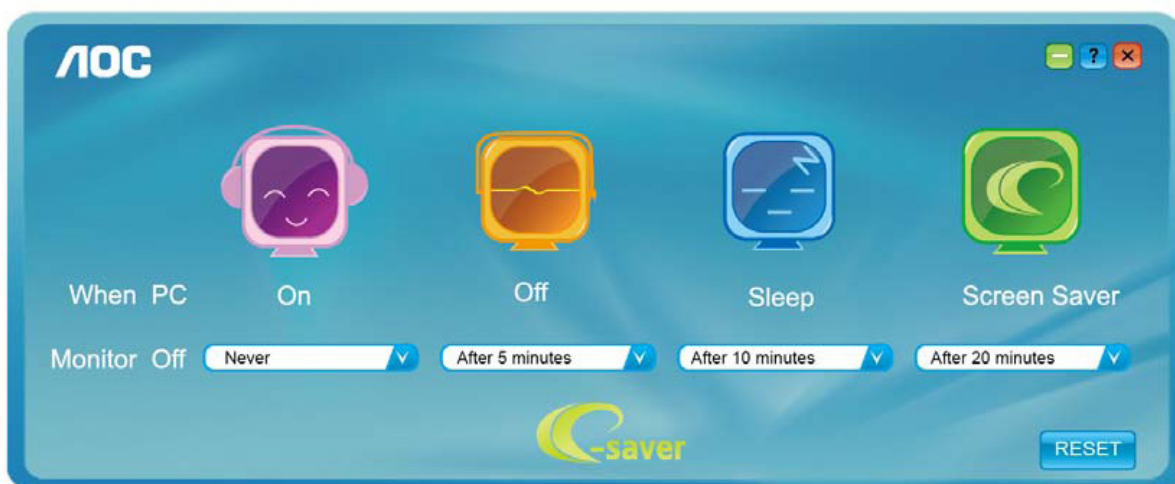 AOC
?
When PC On Off Sleep Screen Saver
Monitor Off Never After 5 minutes After 10 minutes After 20 minutes
e-saver
RESET